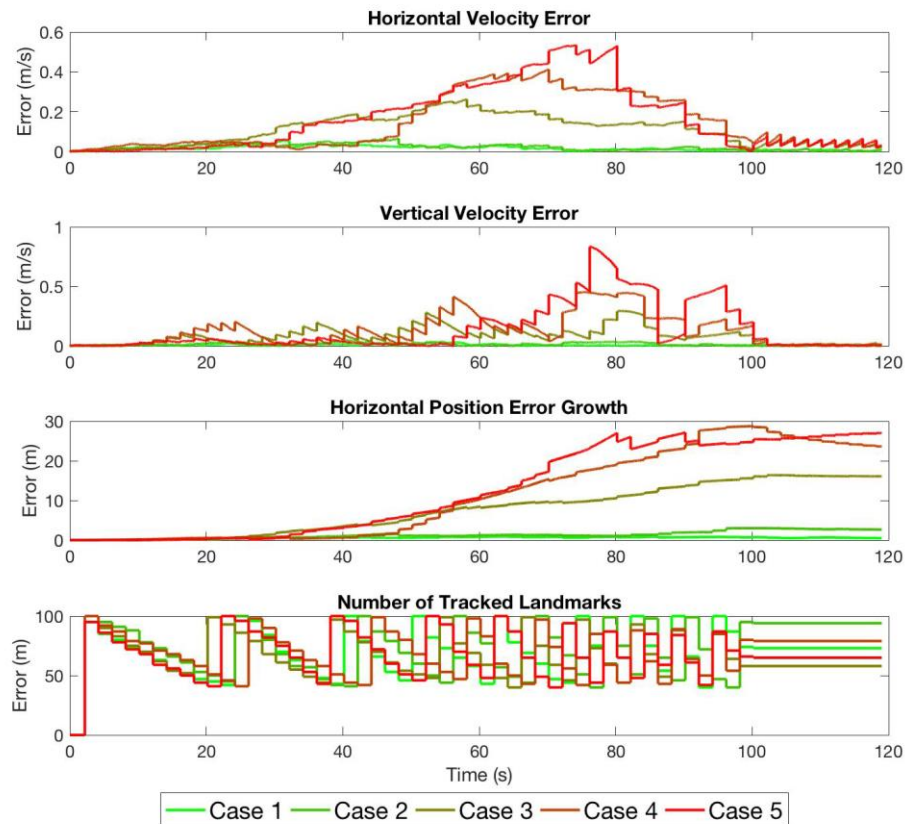 Horizontal Velocity Error
0.6
0.4
0.2
0
Error (m/s)
0 20 40 60 80 100 120
Vertical Velocity Error
1
0.5
0
Error (m/s)
0 20 40 60 80 100 120
Horizontal Position Error Growth
30
20
10
0
Error (m)
0 20 40 60 80 100 120
Number of Tracked Landmarks
100
50
0
Error (m)
0 20 40 60 80 100 120
Time (s)
Case 1 Case 2 Case 3 Case 4 Case 5